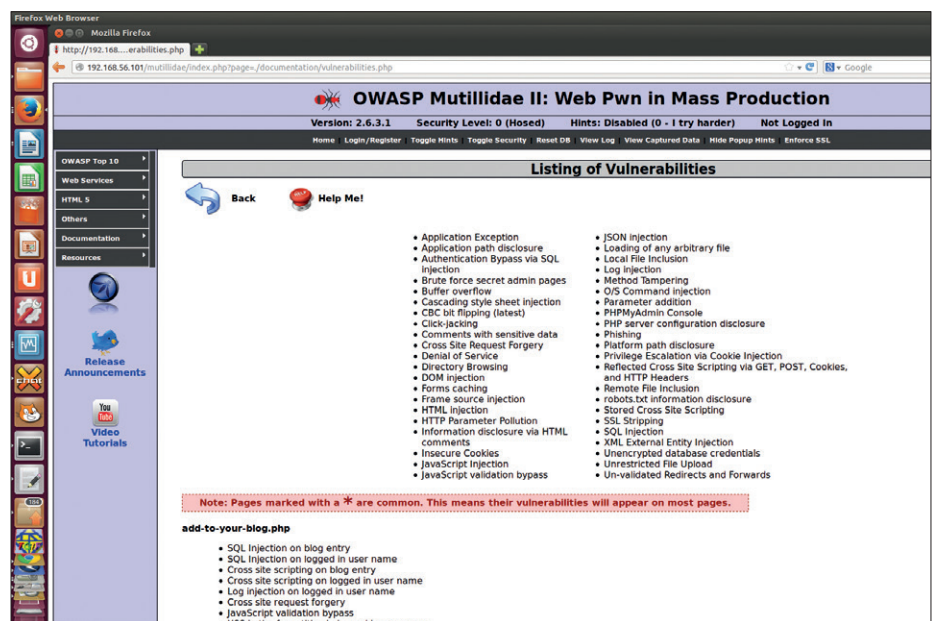 Firefox Web Browser
Mozilla Firefox
http://192.168....erabilities.php
192.168.56.101/mutillidae/index.php?page=./documentation/vulnerabilities.php
Google
OWASP Mutillidae II: Web Pwn in Mass Production
Version: 2.6.3.1 Security Level: 0 (Hosed) Hints: Disabled (0 - I try harder) Not Logged In
Home Login/Register Toggle Hints Toggle Security Reset DB View Log View Captured Data Hide Popup Hints Enforce SSL
OWASP Top 10
Web Services
HTML 5
Others
Documentation
Resources
Release
Announcements
You
Tube
Video
Tutorials
Listing of Vulnerabilities
Back
Help Me!
• Application Exception
• Application path disclosure
• Authentication Bypass via SQL
injection
• Brute force secret admin pages
• Buffer overflow
• Cascading style sheet injection
• CBC bit flipping (latest)
• Click-jacking
• Comments with sensitive data
• Cross Site Request Forgery
• Denial of Service
• Directory Browsing
• DOM injection
• Forms caching
• Frame source injection
• HTML injection
• HTTP Parameter Pollution
• Information disclosure via HTML
comments
• Insecure Cookies
• JavaScript Injection
• JavaScript validation bypass
• JSON injection
• Loading of any arbitrary file
• Local File Inclusion
• Log injection
• Method Tampering
• O/S Command injection
• Parameter addition
• PHPMyAdmin Console
• PHP server configuration disclosure
• Phishing
• Platform path disclosure
• Privilege Escalation via Cookie Injection
• Reflected Cross Site Scripting via GET, POST, Cookies,
and HTTP Headers
• Remote File Inclusion
• robots.txt information disclosure
• Stored Cross Site Scripting
• SSL Stripping
• SQL Injection
• XML External Entity Injection
• Unencrypted database credentials
• Unrestricted File Upload
• Un-validated Redirects and Forwards
Note: Pages marked with a * are common. This means their vulnerabilities will appear on most pages.
add-to-your-blog.php
• SQL Injection on blog entry
• SQL Injection on logged in user name
• Cross site scripting on blog entry
• Cross site scripting on logged in user name
• Log injection on logged in user name
• Cross site request forgery
• JavaScript validation bypass